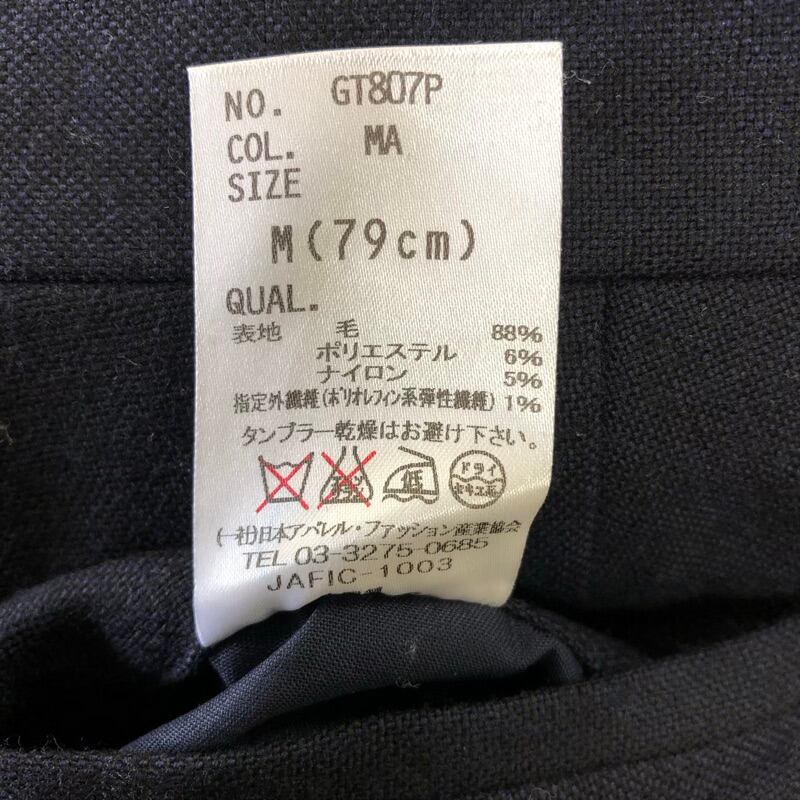 NO. GT807P
COL. MA
SIZE
M(79cm)
QUAL.
表地 毛 88%
ポリエステル 6%
ナイロン 5%
指定外繊維(ポリオレフィン系弾性繊維) 1%
タンブラー乾燥はお避け下さい。
低 ドライ セキユ系
(一社)日本アパレル・ファッション産業協会
TEL 03-3275-0685
JAFIC-1003